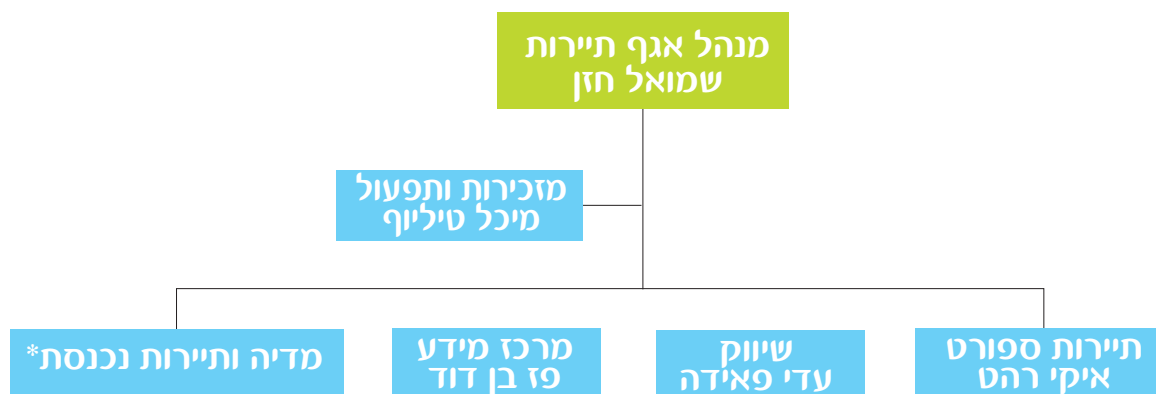 מנהל אגף תיירות
שמואל חזן
מזכירות ותפעול
מיכל טיליוף
תיירות ספורט
איקי רהט
שיווק
עדי פאידה
מרכז מידע
פז בן דוד
מדיה ותיירות נכנסת*